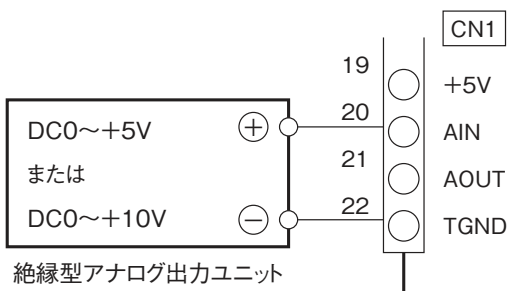 CN1
19
+5V
20
AIN
21
AOUT
22
TGND
DC0～+5V
または
DC0～+10V
絶縁型アナログ出力ユニット